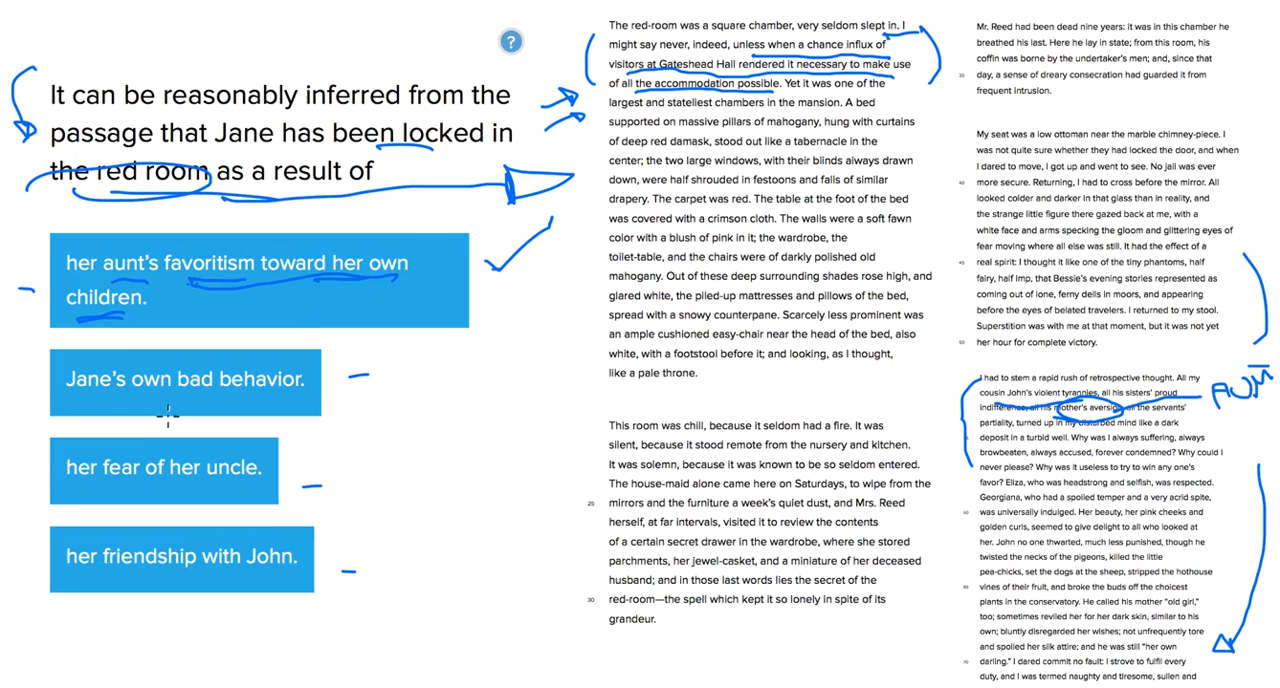 ?
It can be reasonably inferred from the
passage that Jane has been locked in
the red room as a result of
her aunt's favoritism toward her own
children.
Jane's own bad behavior.
her fear of her uncle.
her friendship with John.
The red-room was a square chamber, very seldom slept in. I
might say never, indeed, unless when a chance influx of
visitors at Gateshead Hall rendered it necessary to make use
of all the accommodation possible. Yet it was one of the
largest and stateliest chambers in the mansion. A bed
supported on massive pillars of mahogany, hung with curtains
of deep red damask, stood out like a tabernacle in the
center; the two large windows, with their blinds always drawn
down, were half shrouded in festoons and falls of similar
drapery. The carpet was red. The table at the foot of the bed
was covered with a crimson cloth. The walls were a soft fawn
color with a blush of pink in it; the wardrobe, the
toilet-table, and the chairs were of darkly polished old
mahogany. Out of these deep surrounding shades rose high, and
glared white, the piled-up mattresses and pillows of the bed,
spread with a snowy counterpane. Scarcely less prominent was
an ample cushioned easy-chair near the head of the bed, also
white, with a footstool before it; and looking, as I thought,
like a pale throne.
This room was chill, because it seldom had a fire. It was
silent, because it stood remote from the nursery and kitchen.
It was solemn, because it was known to be so seldom entered.
The house-maid alone came here on Saturdays, to wipe from the
25 mirrors and the furniture a week's quiet dust, and Mrs. Reed
herself, at far intervals, visited it to review the contents
of a certain secret drawer in the wardrobe, where she stored
parchments, her jewel-casket, and a miniature of her deceased
husband; and in those last words lies the secret of the
30 red-room—the spell which kept it so lonely in spite of its
grandeur.
Mr. Reed had been dead nine years: it was in this chamber he
breathed his last. Here he lay in state; from this room, his
coffin was borne by the undertaker's men; and, since that
35 day, a sense of dreary consecration had guarded it from
frequent intrusion.
My seat was a low ottoman near the marble chimney-piece. I
was not quite sure whether they had locked the door, and when
I dared to move, I got up and went to see. No jail was ever
40 more secure. Returning, I had to cross before the mirror. All
looked colder and darker in that glass than in reality, and
the strange little figure there gazed back at me, with a
white face and arms specking the gloom and glittering eyes of
fear moving where all else was still. It had the effect of a
45 real spirit: I thought it like one of the tiny phantoms, half
fairy, half imp, that Bessie's evening stories represented as
coming out of lone, ferny dells in moors, and appearing
before the eyes of belated travelers. I returned to my stool.
Superstition was with me at that moment, but it was not yet
50 her hour for complete victory.
I had to stem a rapid rush of retrospective thought. All my
cousin John's violent tyrannies, all his sisters' proud
indifference, all his mother's aversion, all the servants'
partiality, turned up in my disturbed mind like a dark
deposit in a turbid well. Why was I always suffering, always
browbeaten, always accused, forever condemned? Why could I
never please? Why was it useless to try to win any one's
favor? Eliza, who was headstrong and selfish, was respected.
Georgiana, who had a spoiled temper and a very acrid spite,
60 was universally indulged. Her beauty, her pink cheeks and
golden curls, seemed to give delight to all who looked at
her. John no one thwarted, much less punished, though he
twisted the necks of the pigeons, killed the little
pea-chicks, set the dogs at the sheep, stripped the hothouse
65 vines of their fruit, and broke the buds off the choicest
plants in the conservatory. He called his mother "old girl,"
too; sometimes reviled her for her dark skin, similar to his
own; bluntly disregarded her wishes; not unfrequently tore
and spoiled her silk attire; and he was still "her own
70 darling." I dared commit no fault: I strove to fulfil every
duty, and I was termed naughty and tiresome, sullen and